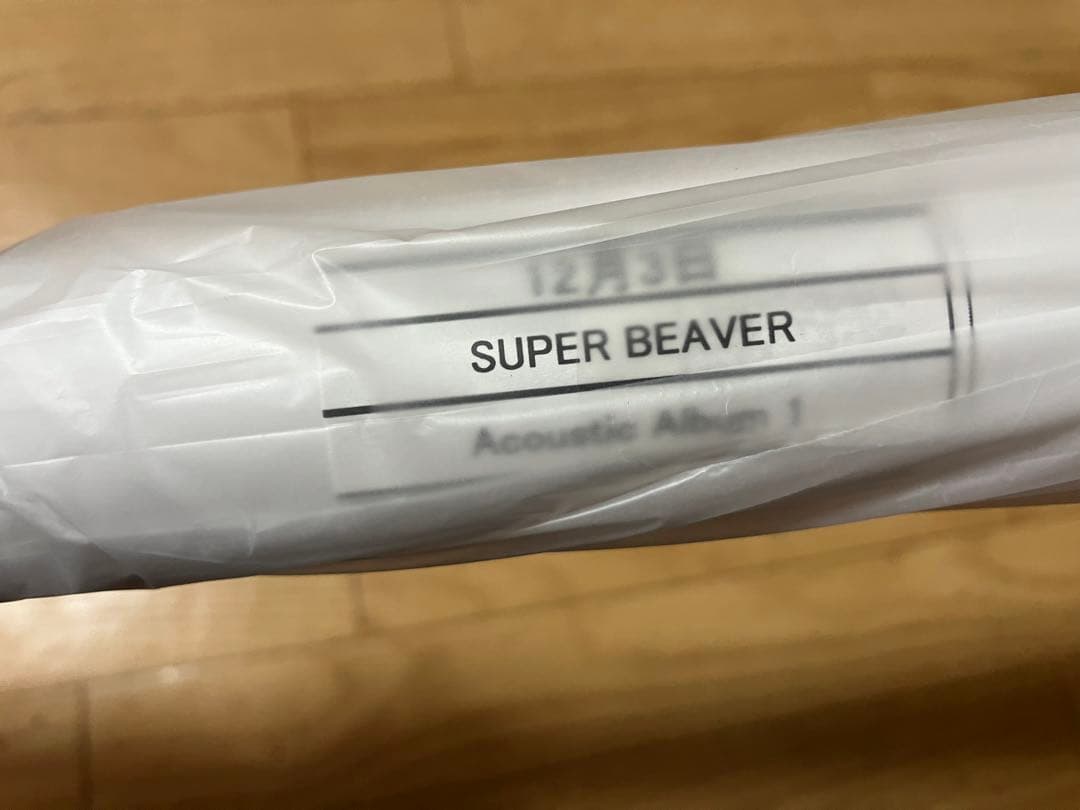 12月3日
SUPER BEAVER
Acoustic Album 1